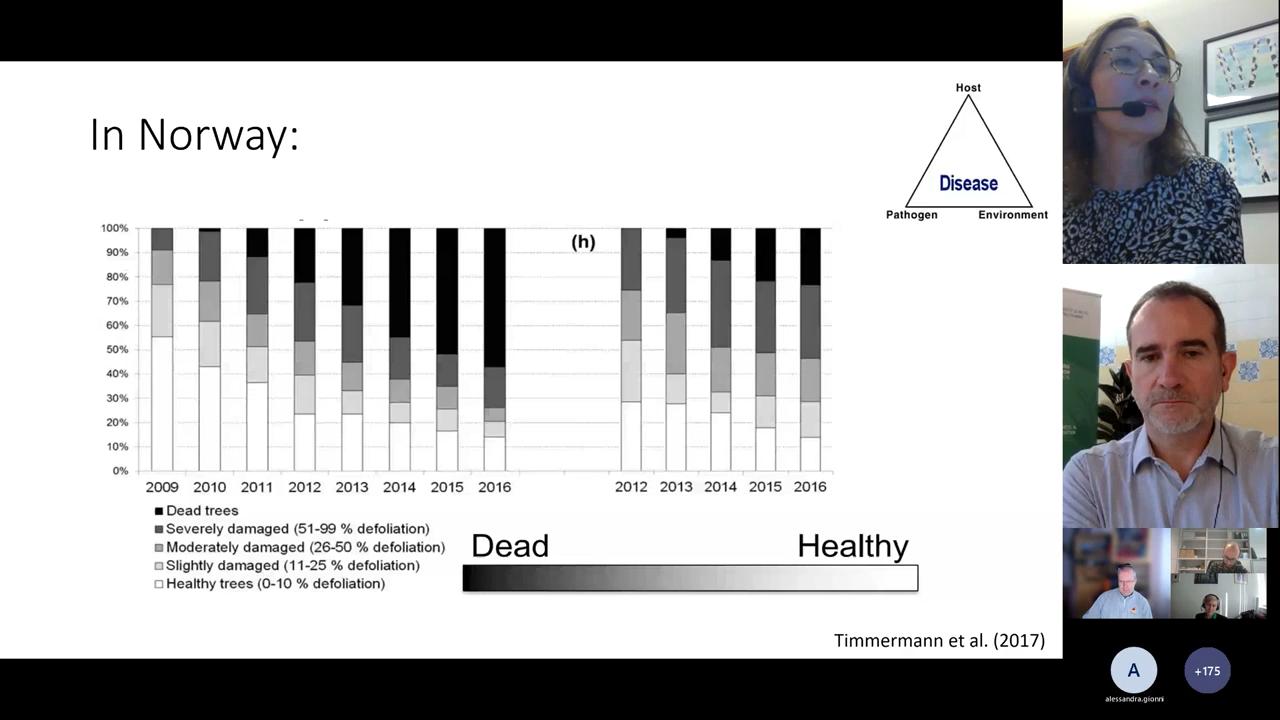 In Norway:
Host
Disease
Pathogen Environment
(h)
100%
90%
80%
70%
60%
50%
40%
30%
20%
10%
0%
2009 2010 2011 2012 2013 2014 2015 2016 2012 2013 2014 2015 2016
Dead trees
Severely damaged (51-99 % defoliation)
Moderately damaged (26-50 % defoliation)
Slightly damaged (11-25 % defoliation)
Healthy trees (0-10 % defoliation)
Dead Healthy
Timmermann et al. (2017)
A
+175
alessandra.gionni